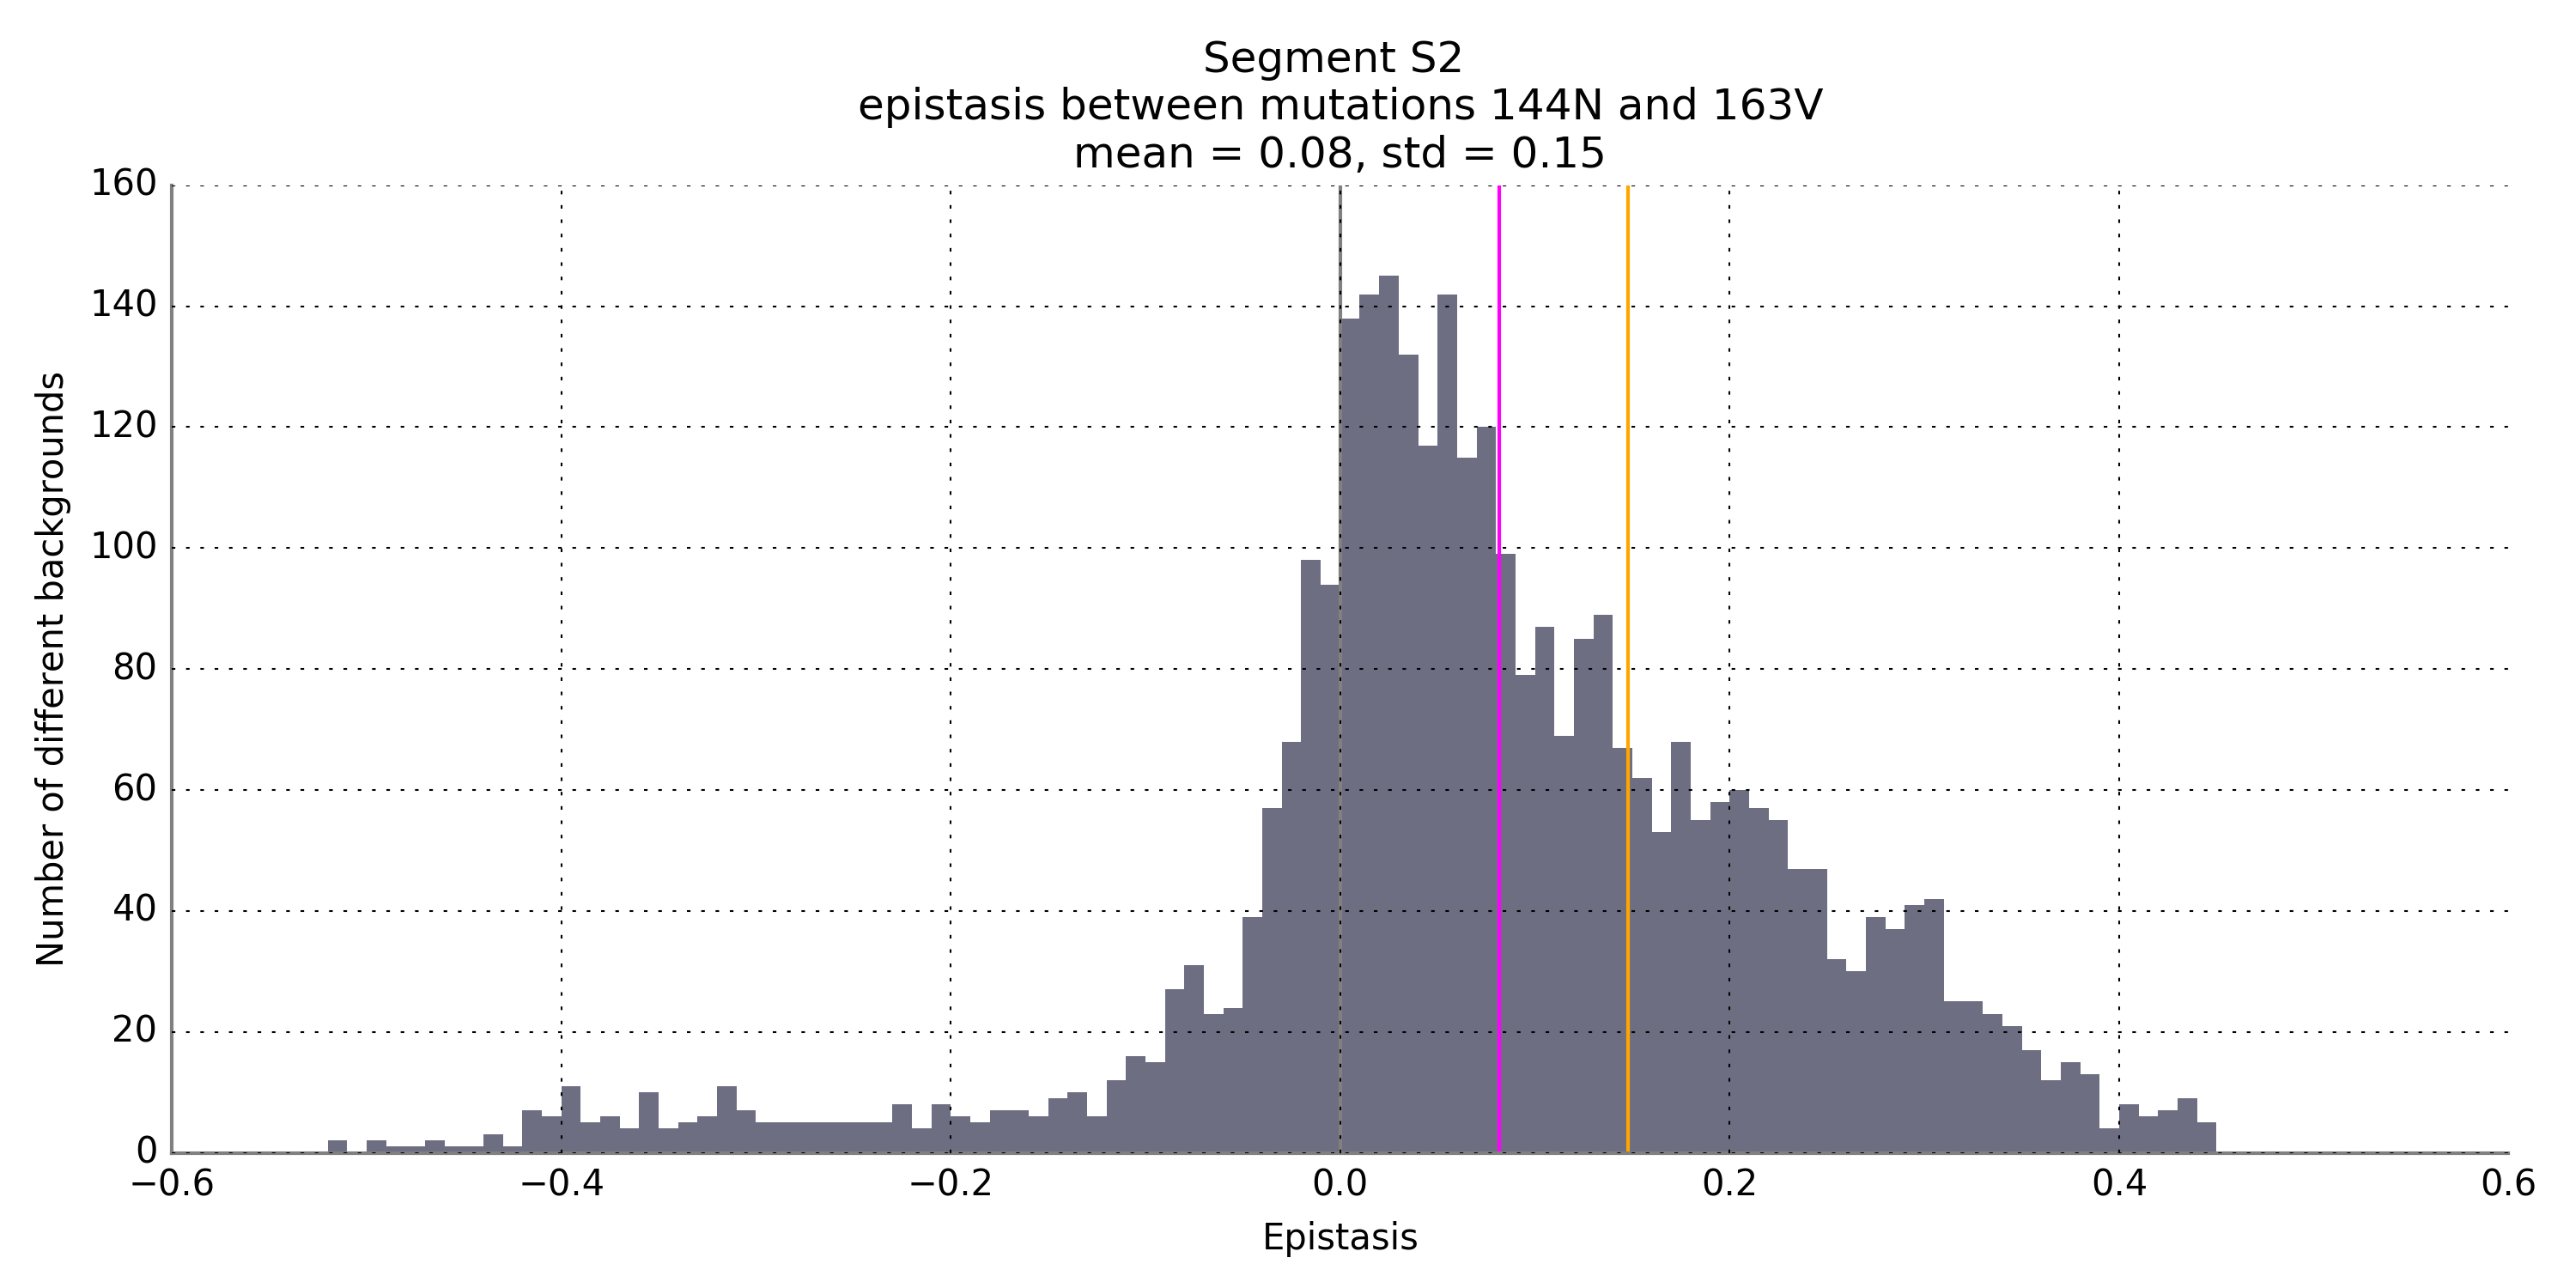 Segment S2
epistasis between mutations 144N and 163V
mean = 0.08, std = 0.15
160
140
120
100
80
60
40
20
0
Number of different backgrounds
−0.6 −0.4 −0.2 0.0 0.2 0.4 0.6
Epistasis